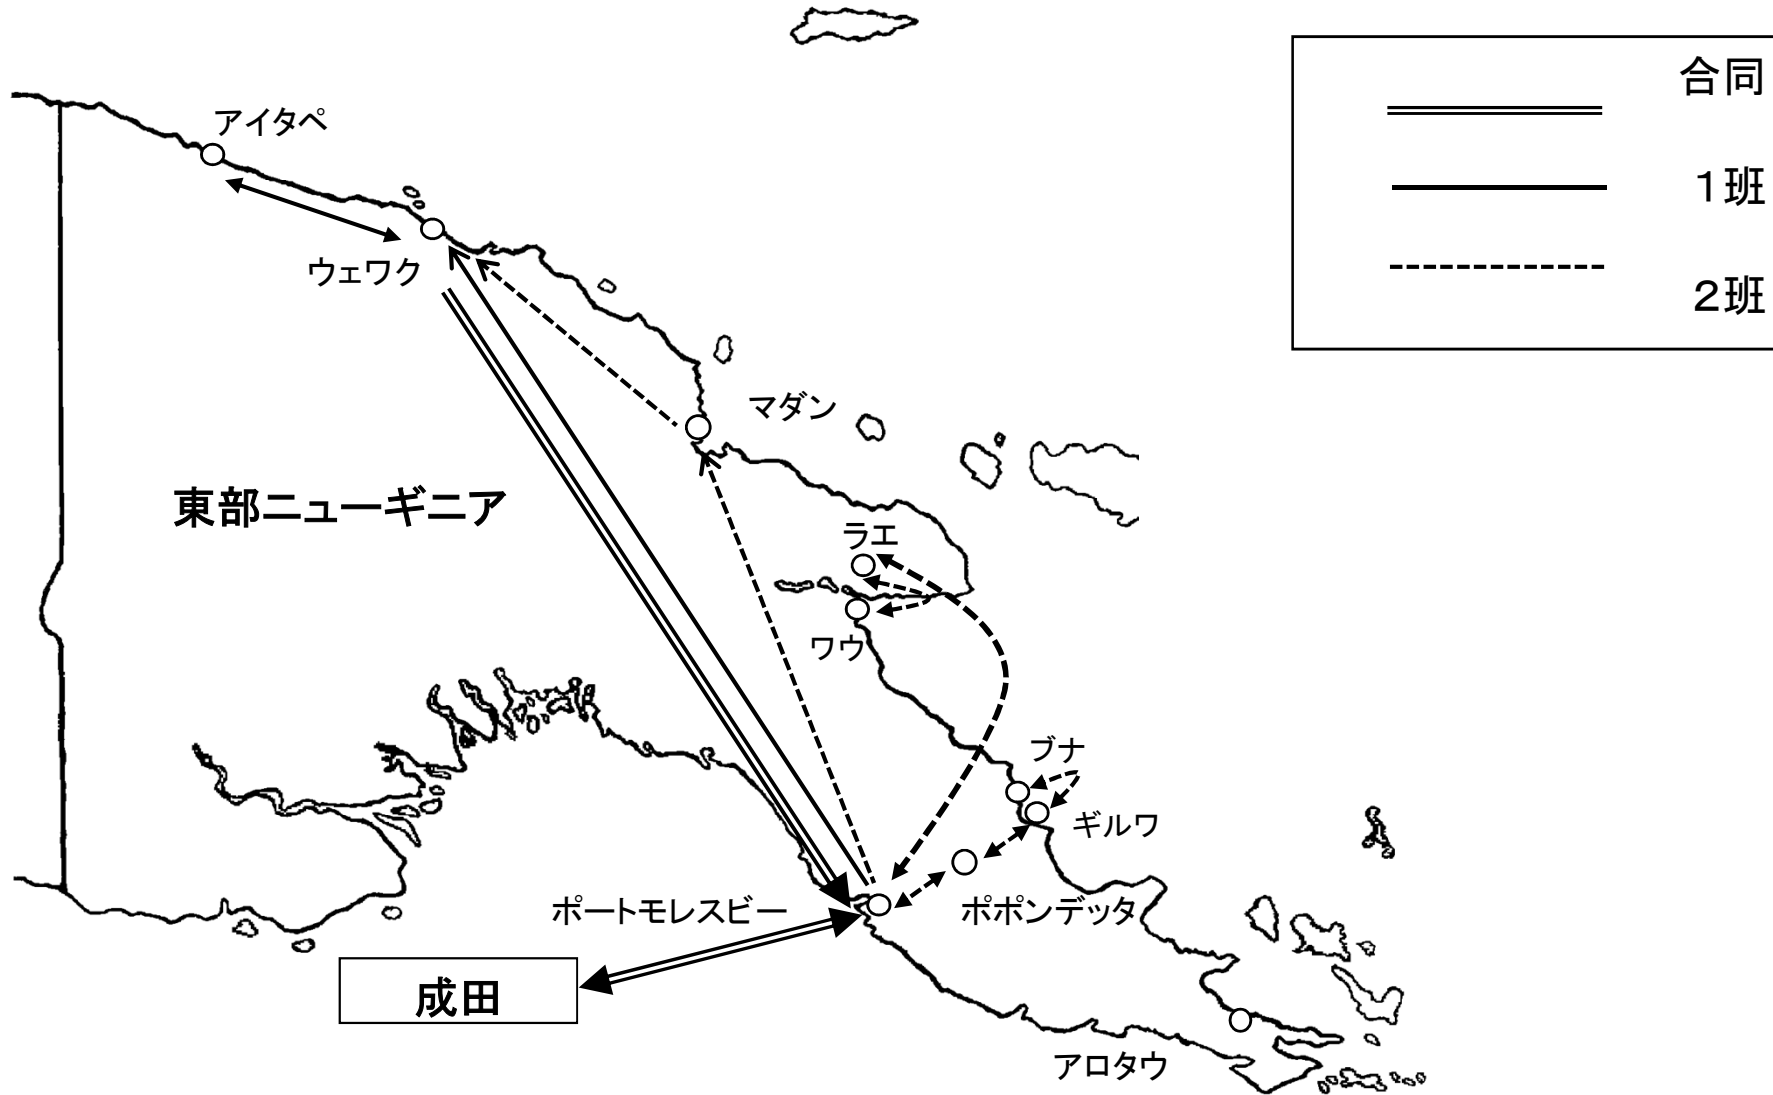 合同
アイタペ
1班
ウェワク
2班
マダン
東部ニューギニア
ラエ
ワウ
ブナ
ギルワ
ポートモレスビー
ポポンデッタ
成田
アロタウ